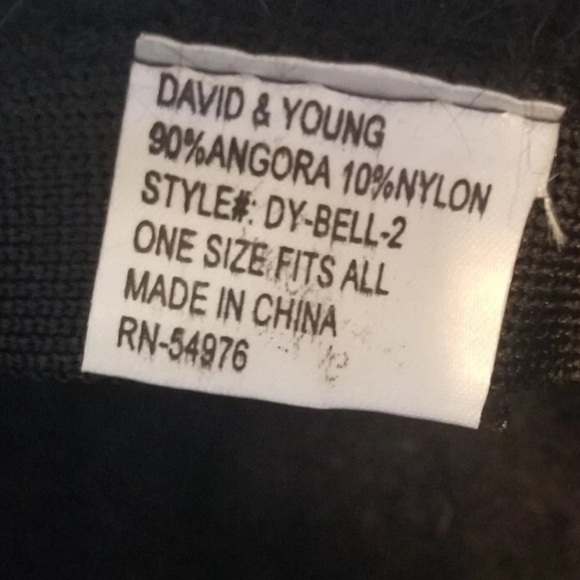 DAVID & YOUNG
90%ANGORA 10%NYLON
STYLE#: DY-BELL-2
ONE SIZE FITS ALL
MADE IN CHINA
RN-54976